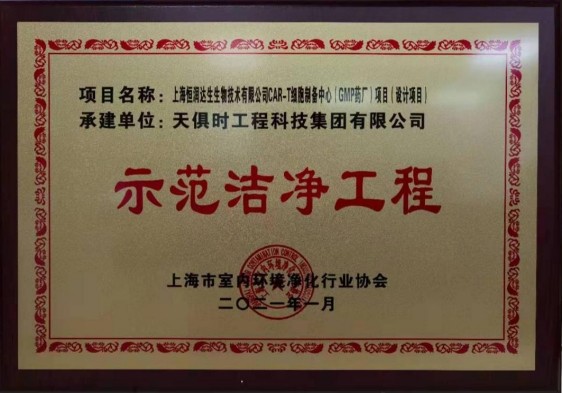 项目名称：上海恒润达生生物技术有限公司CAR-T细胞制备中心（GMP药厂）项目（设计项目）
承建单位：天俱时工程科技集团有限公司
示范洁净工程
上海市室内环境净化行业协会
二〇二一年一月